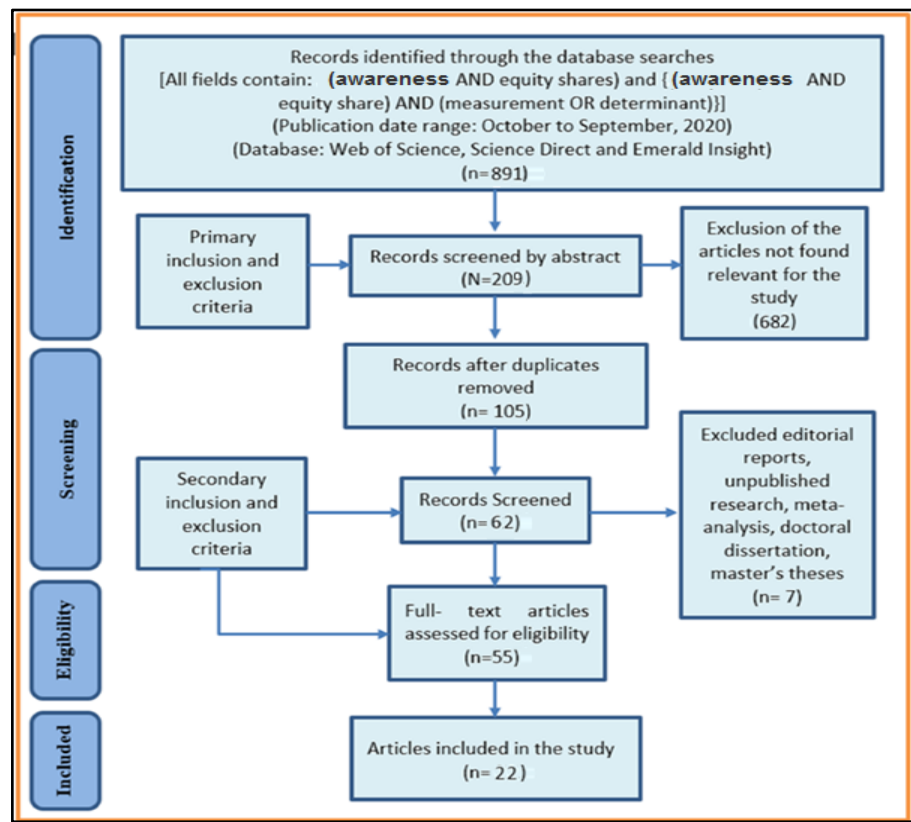 Identification
Records identified through the database searches
[All fields contain: (awareness AND equity shares) and { (awareness AND
equity share) AND (measurement OR determinant)}]
(Publication date range: October to September, 2020)
(Database: Web of Science, Science Direct and Emerald Insight)
(n=891)
Primary
inclusion and
exclusion
criteria
Records screened by abstract
(N=209)
Exclusion of the
articles not found
relevant for the
study
(682)
Screening
Records after duplicates
removed
(n= 105)
Secondary
inclusion and
exclusion
criteria
Records Screened
(n=62)
Excluded editorial
reports,
unpublished
research, meta-
analysis, doctoral
dissertation,
master's theses
(n= 7)
Eligibility
Full- text articles
assessed for eligibility
(n=55)
Included
Articles included in the study
(n=22)